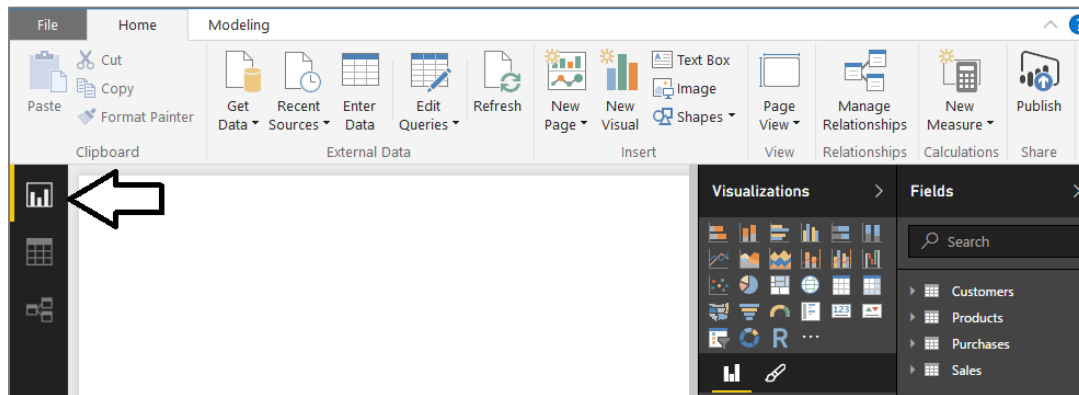 File Home Modeling
Cut
Copy
Format Painter
Paste
Clipboard
Get Data
Recent Sources
Enter Data
Edit Queries
Refresh
External Data
New Page
New Visual
Text Box
Image
Shapes
Insert
Page View
View
Manage Relationships
Relationships
New Measure
Calculations
Publish
Share
Visualizations
123
R
Fields
Search
Customers
Products
Purchases
Sales